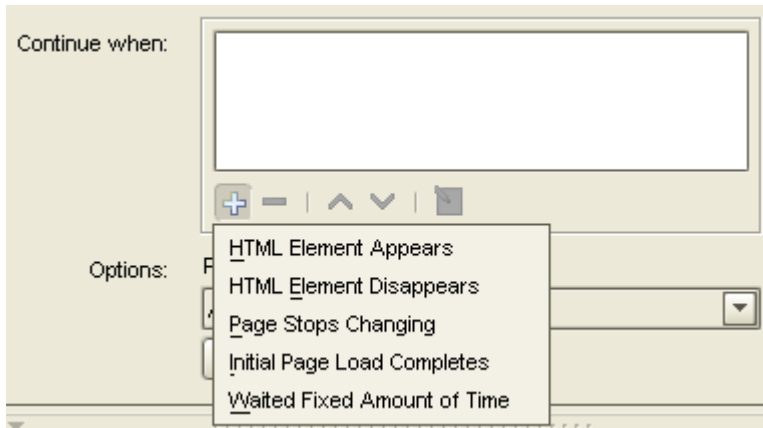 Continue when:
HTML Element Appears
Options:
HTML Element Disappears
Page Stops Changing
Initial Page Load Completes
Waited Fixed Amount of Time